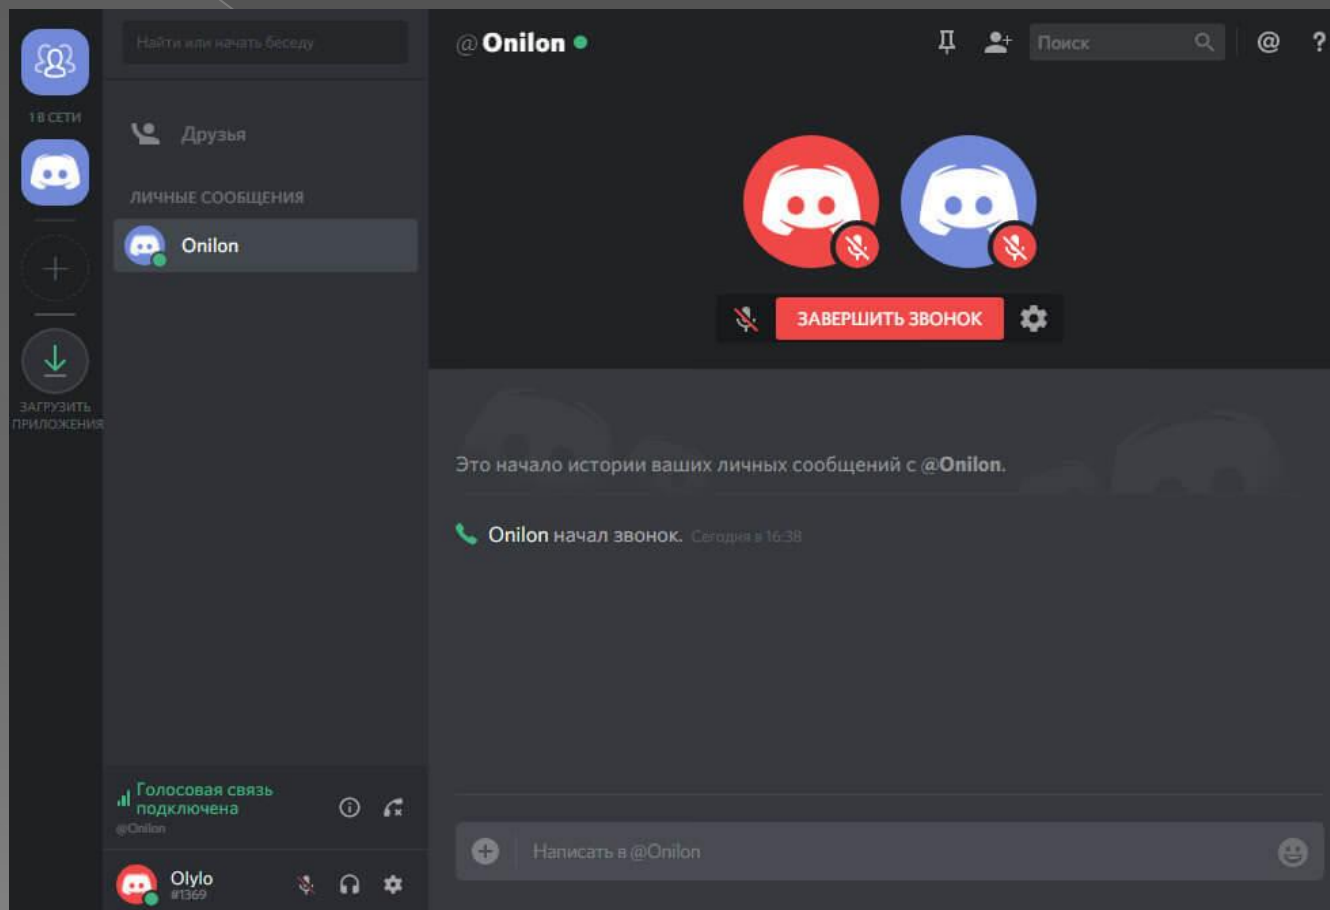 1 В СЕТИ
ЗАГРУЗИТЬ
ПРИЛОЖЕНИЯ
Найти или начать беседу
Друзья
ЛИЧНЫЕ СООБЩЕНИЯ
Onilon
Голосовая связь
подключена
@Onilon
Olylo
#1369
@Onilon
Поиск
@ ?
ЗАВЕРШИТЬ ЗВОНОК
Это начало истории ваших личных сообщений с @Onilon.
Onilon начал звонок. Сегодня в 16:38
Написать в @Onilon